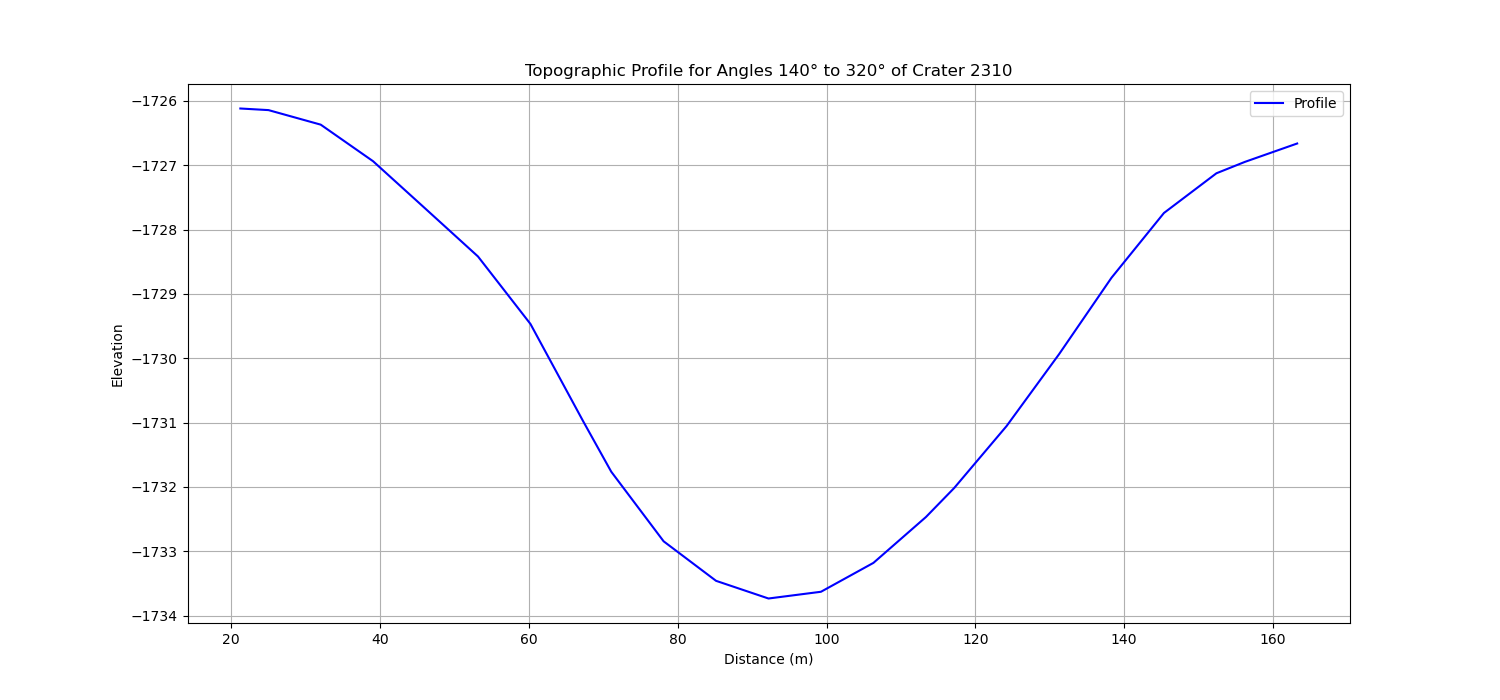 Topographic Profile for Angles 140° to 320° of Crater 2310
Profile
Elevation
−1726
−1727
−1728
−1729
−1730
−1731
−1732
−1733
−1734
20 40 60 80 100 120 140 160
Distance (m)